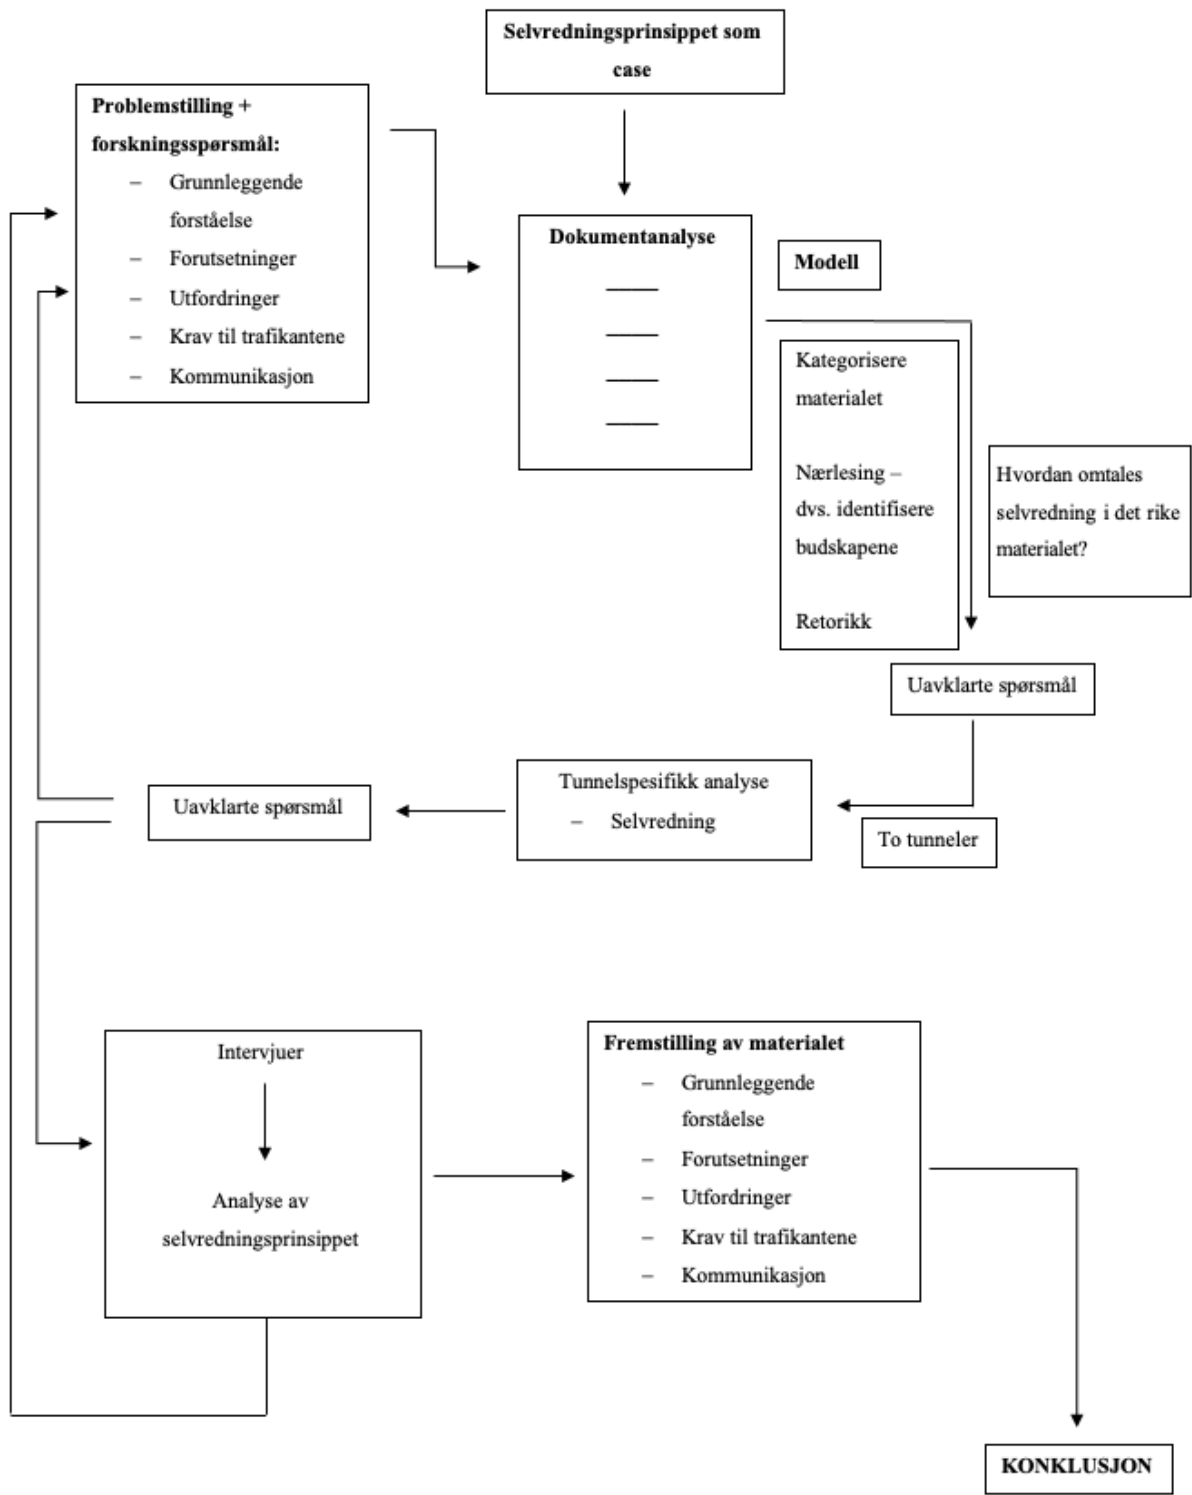 Selvredningsprinsippet som
case
Problemstilling +
forskningsspørsmål:
– Grunnleggende
forståelse
– Forutsetninger
– Utfordringer
– Krav til trafikantene
– Kommunikasjon
Dokumentanalyse
Modell
Kategorisere
materialet
Nærlesing –
dvs. identifisere
budskapene
Retorikk
Hvordan omtales
selvredning i det rike
materialet?
Uavklarte spørsmål
To tunneler
Tunnelspesifikk analyse
– Selvredning
Uavklarte spørsmål
Intervjuer
Analyse av
selvredningsprinsippet
Fremstilling av materialet
– Grunnleggende
forståelse
– Forutsetninger
– Utfordringer
– Krav til trafikantene
– Kommunikasjon
KONKLUSJON